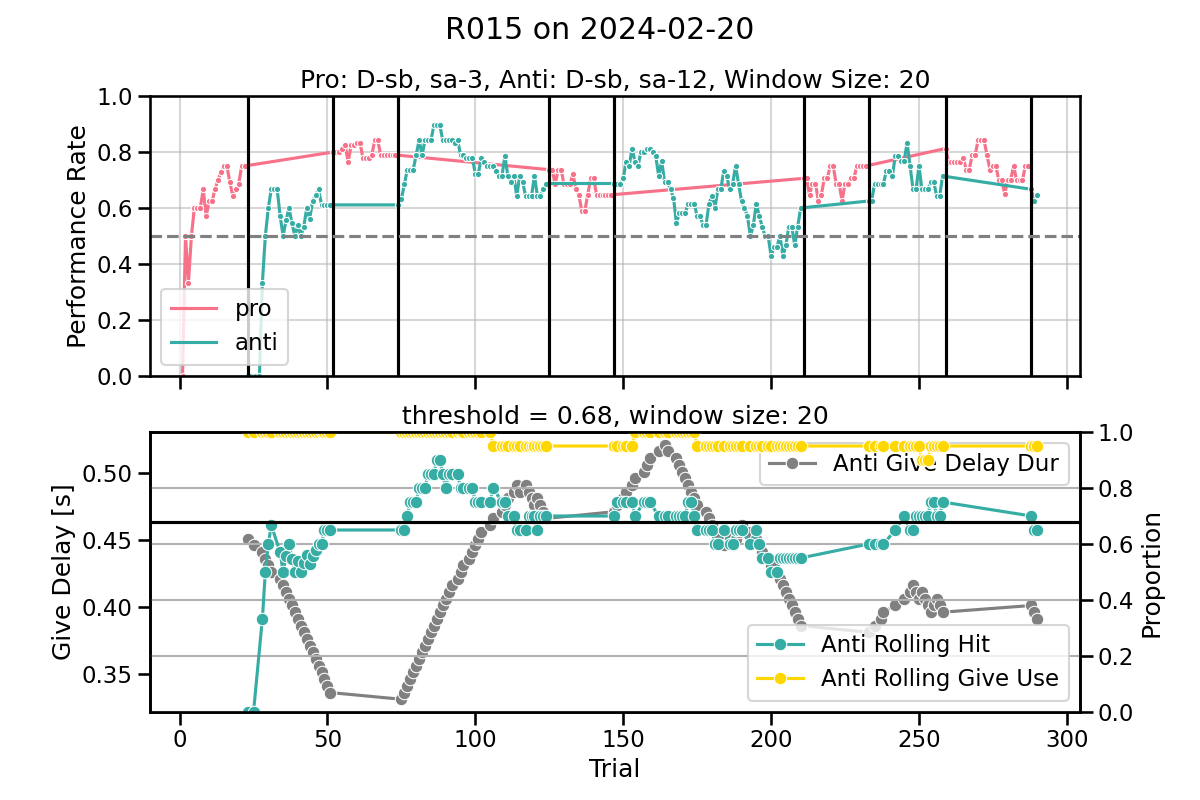 R015 on 2024-02-20
Pro: D-sb, sa-3, Anti: D-sb, sa-12, Window Size: 20
1.0
0.8
0.6
0.4
0.2
0.0
Performance Rate
pro
anti
threshold = 0.68, window size: 20
0.50
0.45
0.40
0.35
Give Delay [s]
1.0
0.8
0.6
0.4
0.2
0.0
Proportion
Anti Give Delay Dur
Anti Rolling Hit
Anti Rolling Give Use
0 50 100 150 200 250 300
Trial